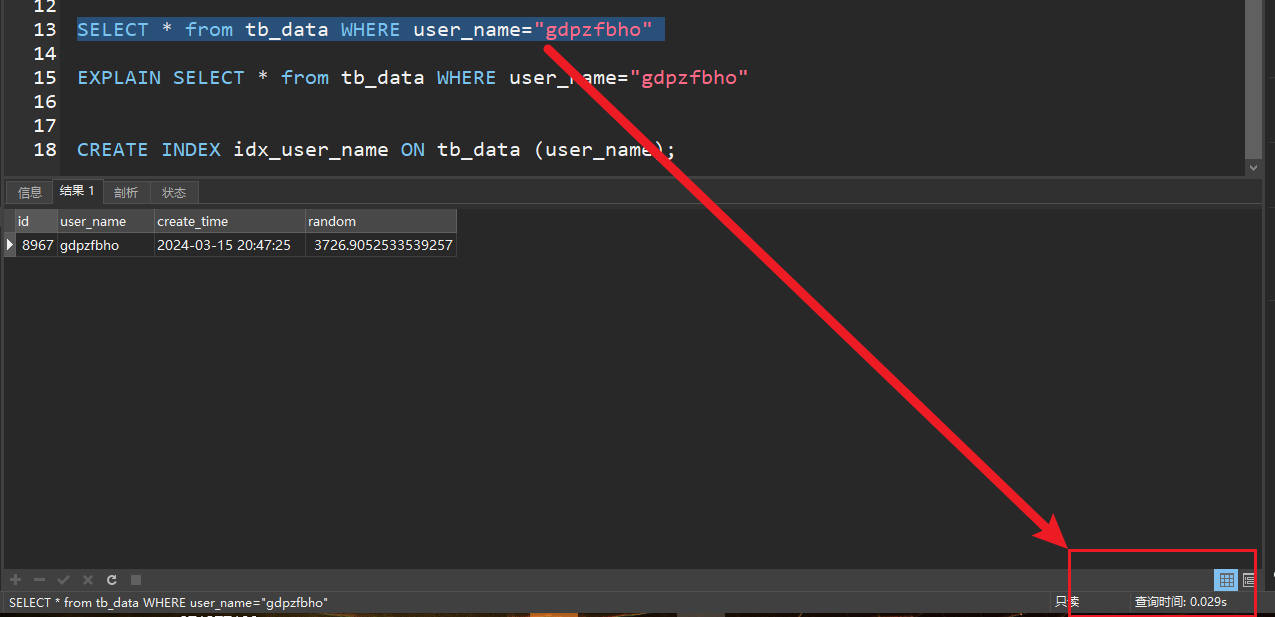 12
13 SELECT * from tb_data WHERE user_name="gdpzfbho"
14
15 EXPLAIN SELECT * from tb_data WHERE user_name="gdpzfbho"
16
17
18 CREATE INDEX idx_user_name ON tb_data (user_name);
信息 结果 1 剖析 状态
id user_name create_time random
8967 gdpzfbho 2024-03-15 20:47:25 3726.9052533539257
SELECT * from tb_data WHERE user_name="gdpzfbho" 只读 查询时间: 0.029s